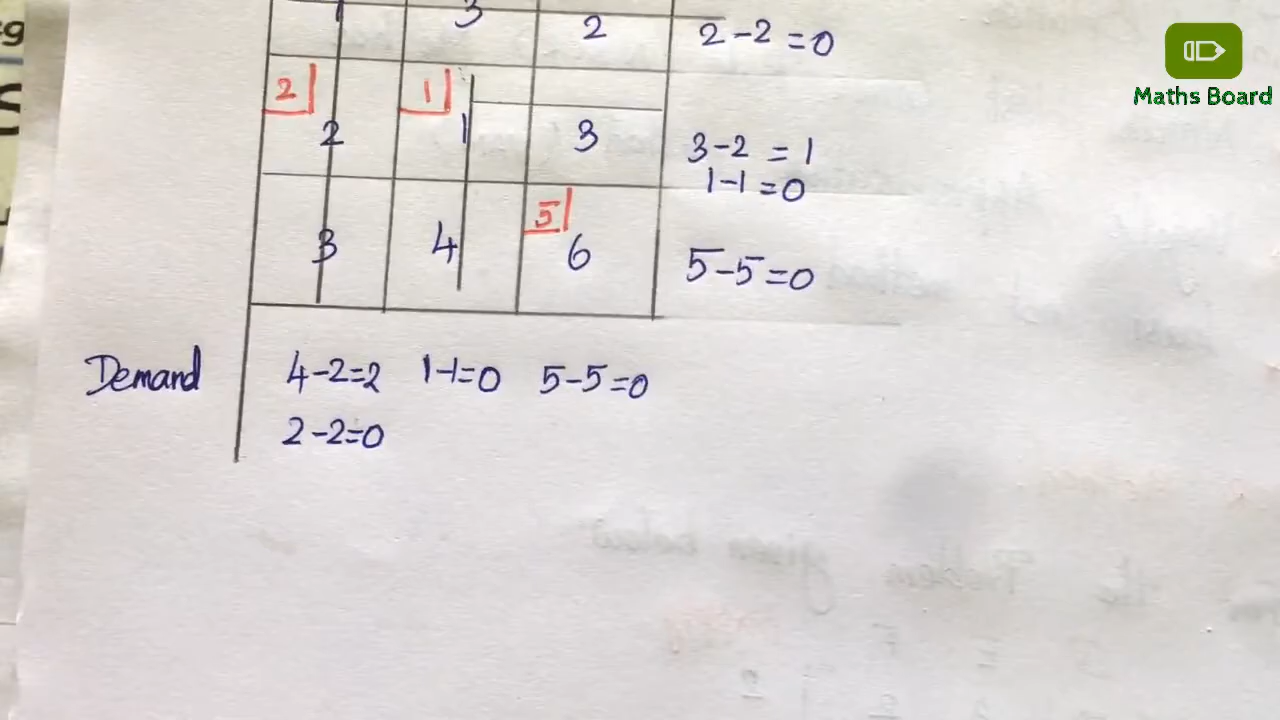 3 2 2-2=0
Maths Board
2 1
2 1 3 3-2=1
1-1=0
5
3 4 6 5-5=0
Demand 4-2=2 1-1=0 5-5=0
2-2=0